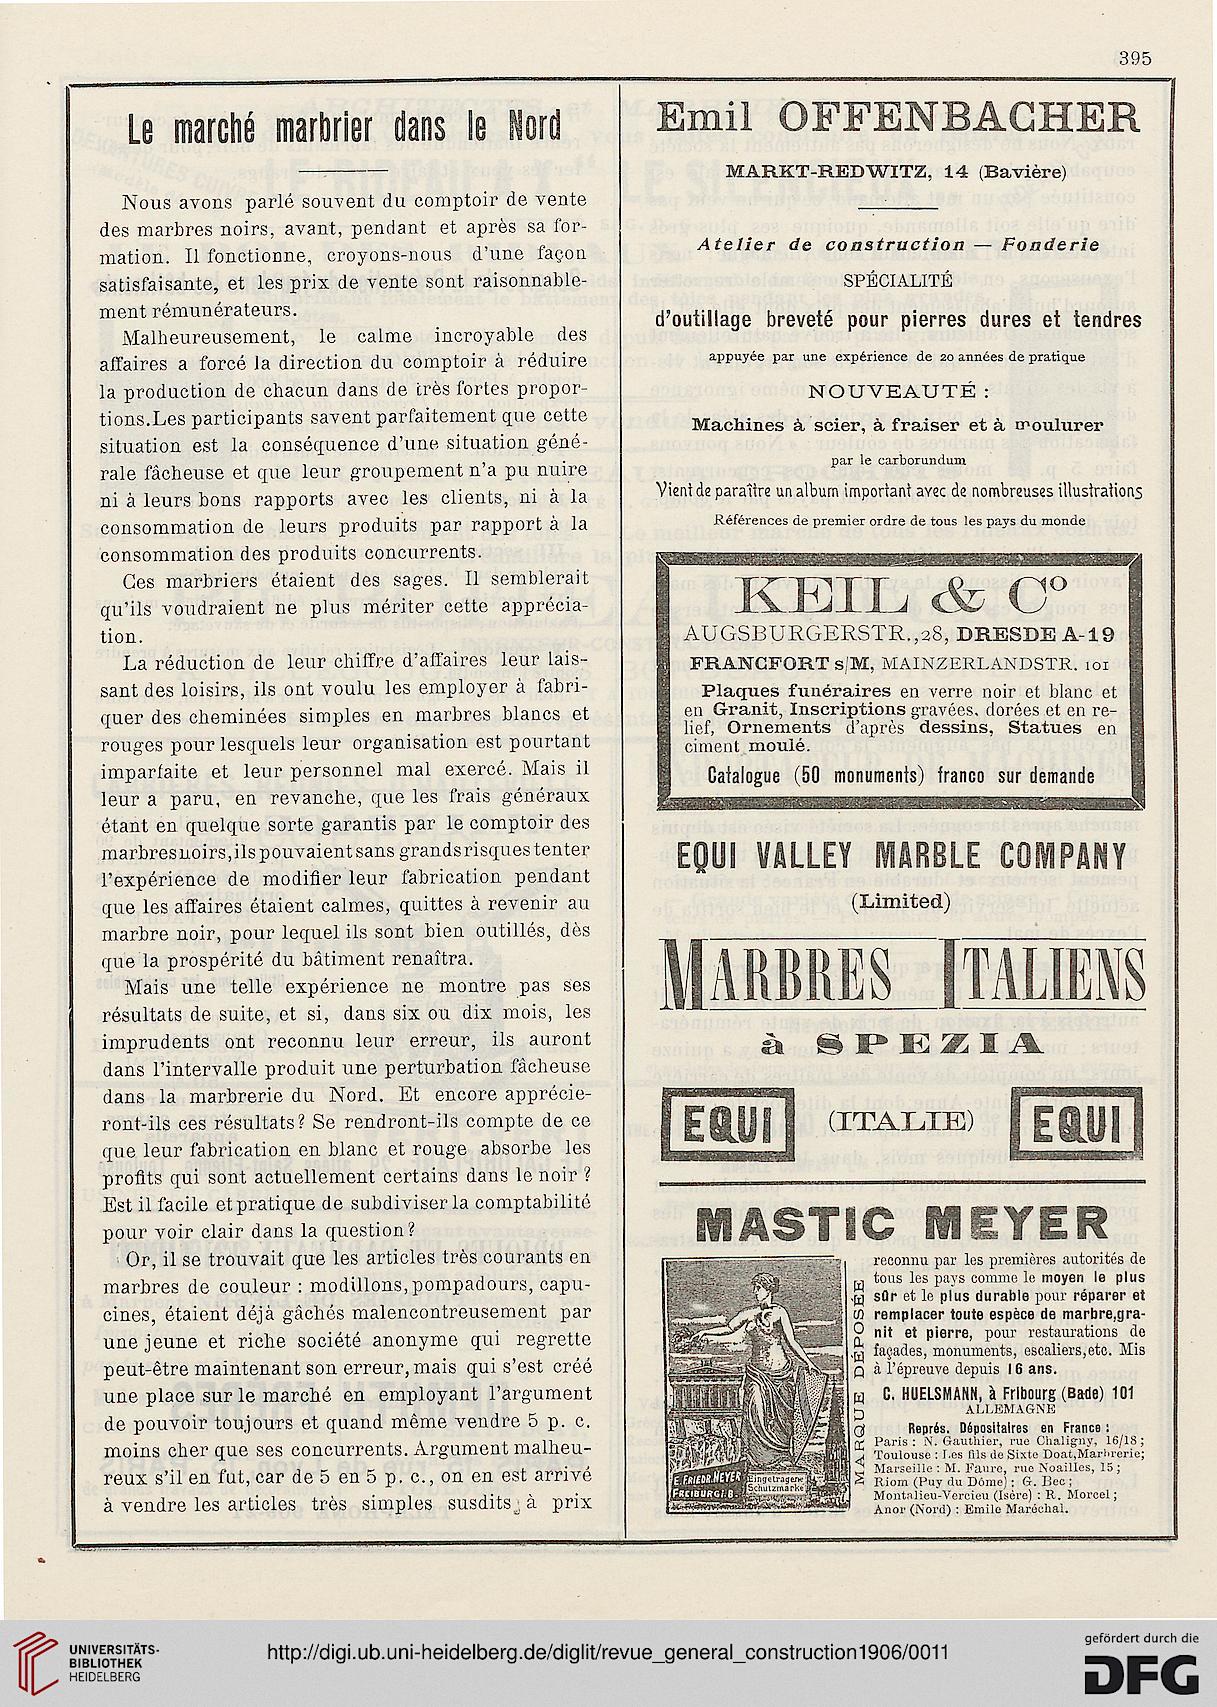 395
Le marché marbrier dans le Nord
Nous avons parlé souvent du comptoir de vente
des marbres noirs, avant, pendant et après sa for-
mation. Il fonctionne, croyons-nous d'une façon
satisfaisante, et les prix de vente sont raisonnable-
ment rémunérateurs.
Malheureusement, le calme incroyable des
affaires a forcé la direction du comptoir à réduire
la production de chacun dans de très fortes propor-
tions. Les participants savent parfaitement que cette
situation est la conséquence d'une situation géné-
rale fâcheuse et que leur groupement n'a pu nuire
ni à leurs bons rapports avec les clients, ni à la
consommation de leurs produits par rapport à la
consommation des produits concurrents.
Ces marbriers étaient des sages. Il semblerait
qu'ils voudraient ne plus mériter cette apprécia-
tion.
La réduction de leur chiffre d'affaires leur lais-
sant des loisirs, ils ont voulu les employer à fabri-
quer des cheminées simples en marbres blancs et
rouges pour lesquels leur organisation est pourtant
imparfaite et leur personnel mal exercé. Mais il
leur a paru, en revanche, que les frais généraux
étant en quelque sorte garantis par le comptoir des
marbres noirs, ils pouvaient sans grands risques tenter
l'expérience de modifier leur fabrication pendant
que les affaires étaient calmes, quittes à revenir au
marbre noir, pour lequel ils sont bien outillés, dès
que la prospérité du bâtiment renaîtra.
Mais une telle expérience ne montre pas ses
résultats de suite, et si, dans six ou dix mois, les
imprudents ont reconnu leur erreur, ils auront
dans l'intervalle produit une perturbation fâcheuse
dans la marbrerie du Nord. Et encore apprécie-
ront-ils ces résultats? Se rendront-ils compte de ce
que leur fabrication en blanc et rouge absorbe les
profits qui sont actuellement certains dans le noir ?
Est il facile et pratique de subdiviser la comptabilité
pour voir clair dans la question?
Or, il se trouvait que les articles très courants en
marbres de couleur : modillons, pompadours, capu-
cines, étaient déjà gâchés malencontreusement par
une jeune et riche société anonyme qui regrette
peut-être maintenant son erreur, mais qui s'est créé
une place sur le marché en employant l'argument
de pouvoir toujours et quand même vendre 5 p. c.
moins cher que ses concurrents. Argument malheu-
reux s'il en fut, car de 5 en 5 p. c., on en est arrivé
à vendre les articles très simples susdits à prix
Emil OFFENBACHER
MARKT-REDWITZ, 14 (Bavière)
Atelier de construction — Fonderie
SPÉCIALITÉ
d'outillage breveté pour pierres dures et tendres
appuyée par une expérience de 20 années de pratique
NOUVEAUTÉ :
Machines à scier, à fraiser et à moulurer
par le carborundum
Vient de paraître un album important avec de nombreuses illustrations
Références de premier ordre de tous les pays du monde
KEIL & Co
AUGSBURGERSTR., 28, DRESDE A-19
FRANCFORT s/M, MAINZERLANDSTR. 101
Plaques funéraires en verre noir et blanc et
en Granit, Inscriptions gravées, dorées et en re-
lief, Ornements d'après dessins, Statues en
ciment moulé.
Catalogue (50 monuments) franco sur demande
EQUI VALLEY MARBLE COMPANY
(Limited)
MARBRES ITALIENS
à SPEZIA
EQUI (ITALIE) EQUI
MASTIC MEYER
E. FRIEDR. MEYER
FREIBURG i. B.
Eingetragene
Schutzmarke
MARQUE DÉPOSÉE
reconnu par les premières autorités de
tous les pays comme le moyen le plus
sûr et le plus durable pour réparer et
remplacer toute espèce de marbre, gra-
nit et pierre, pour restaurations de
façades, monuments, escaliers, etc. Mis
à l'épreuve depuis 16 ans.
C. HUELSMANN, à Fribourg (Bade) 101
ALLEMAGNE
Représ. Dépositaires en France :
Paris : N. Gauthier, rue Chaligny, 16/18 ;
Toulouse : Les fils de Sixte Doat, Marbrerie;
Marseille : M. Faure, rue Noailles, 15 ;
Riom (Puy du Dôme) : G. Bec ;
Montalieu-Vercieu (Isère) : R. Morcel ;
Anor (Nord) : Emile Maréchal.
UNIVERSITÄTS-
BIBLIOTHEK
HEIDELBERG
http://digi.ub.uni-heidelberg.de/diglit/revue_general_construction1906/0011
gefördert durch die
DFG